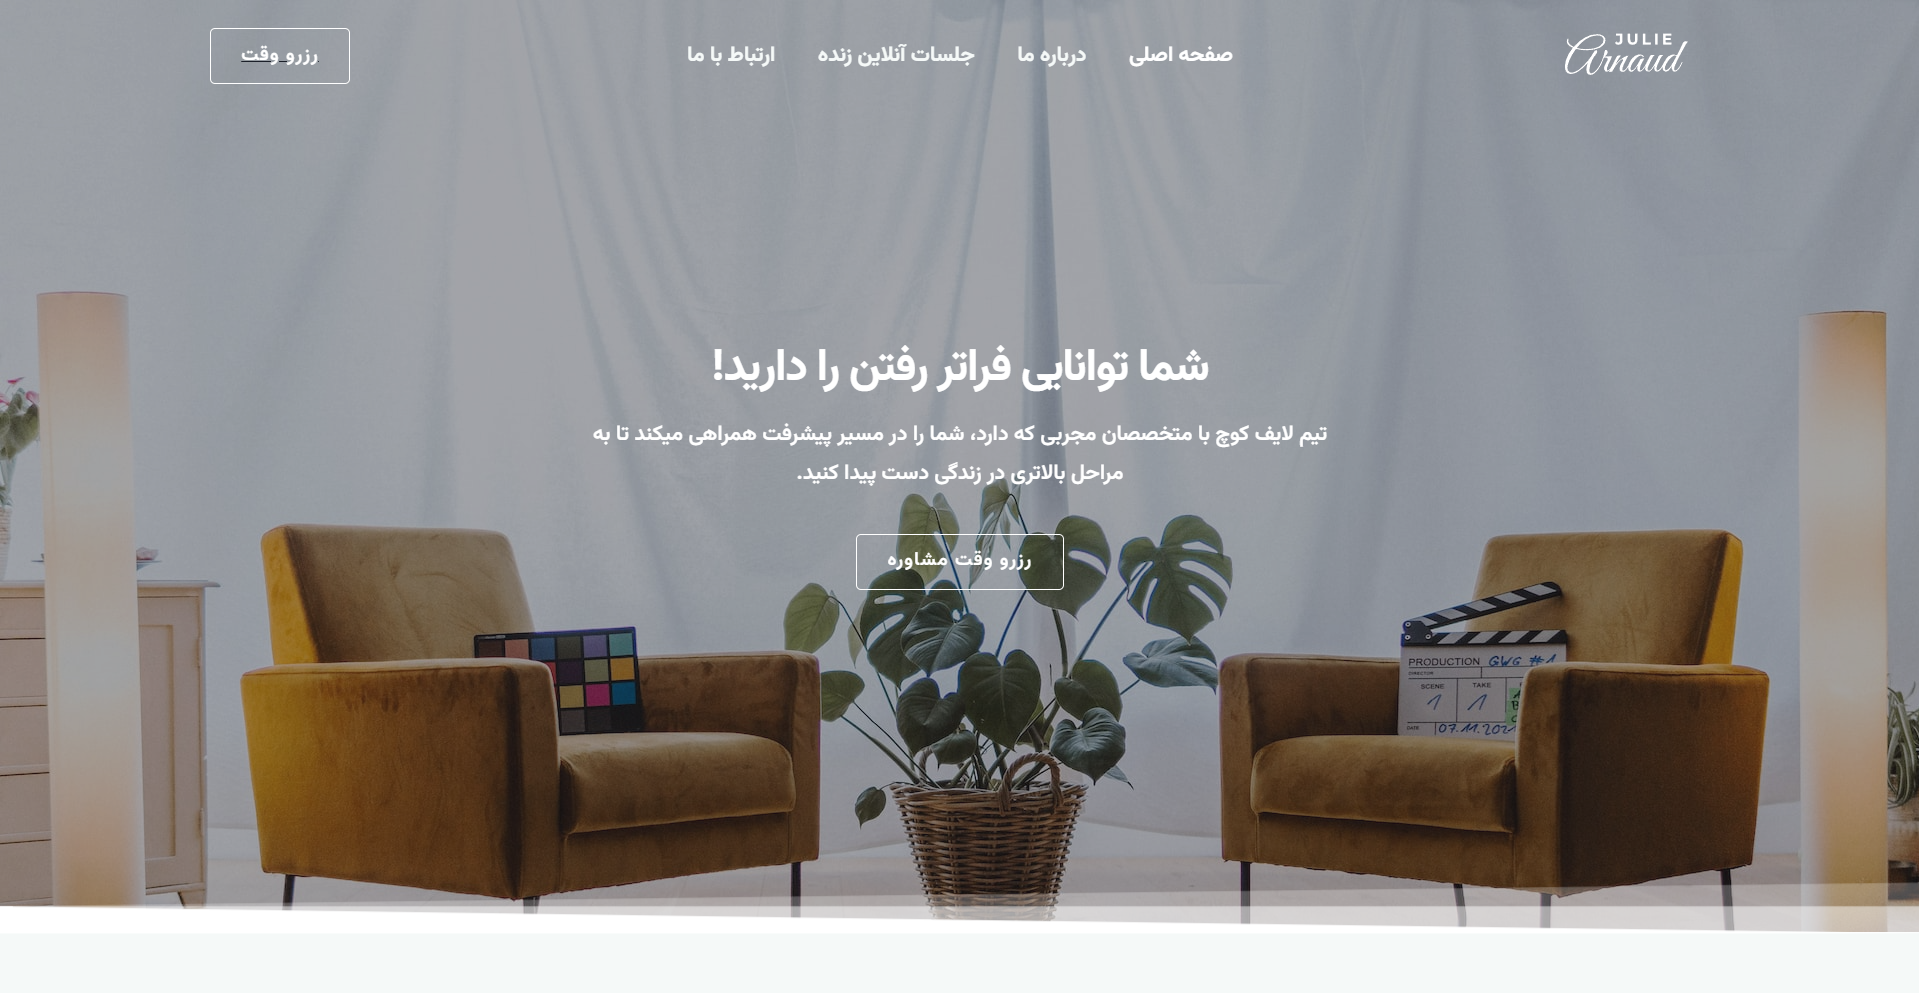 JULIE
Arnaud
صفحه اصلی
درباره ما
جلسات آنلاین زنده
ارتباط با ما
رزرو وقت
شما توانایی فراتر رفتن را دارید!
تیم لایف کوچ با متخصصان مجربی که دارد، شما را در مسیر پیشرفت همراهی میکند تا به
مراحل بالاتری در زندگی دست پیدا کنید.
رزرو وقت مشاوره
PRODUCTION GWG #1
DIRECTOR
SCENE TAKE
1 1
DATE 07.11.202